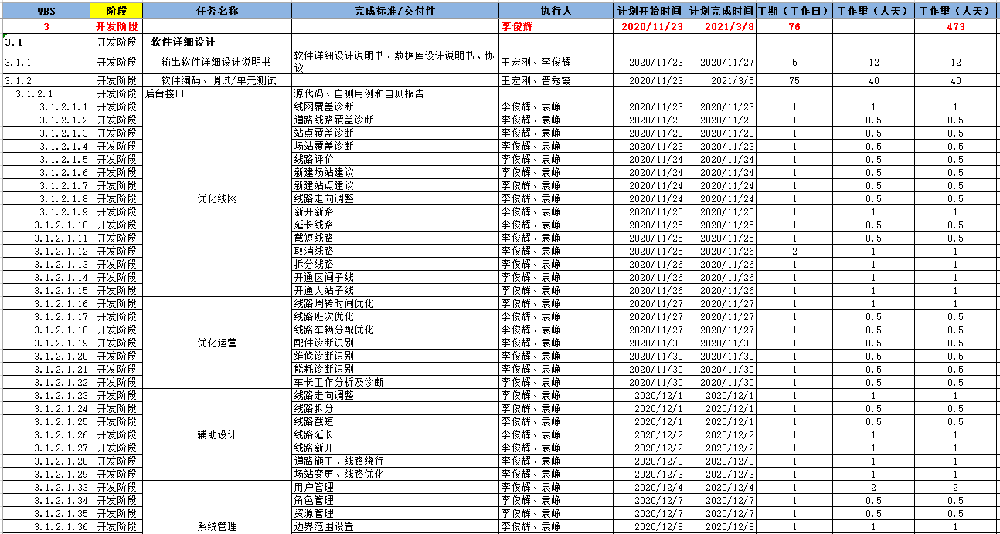 WBS 阶段 任务名称 完成标准/交付件 执行人 计划开始时间 计划完成时间 工期（工作日） 工作量（人天） 工作量（人天）
3 开发阶段 李俊辉 2020/11/23 2021/3/8 76 473
3.1 开发阶段 软件详细设计
3.1.1 开发阶段 输出软件详细设计说明书 软件详细设计说明书、数据库设计说明书、协议 王宏刚、李俊辉 2020/11/23 2020/11/27 5 12 12
3.1.2 开发阶段 软件编码、调试/单元测试 王宏刚、普秀霞 2020/11/23 2021/3/5 75 40 40
3.1.2.1 开发阶段 后台接口 源代码、自测用例和自测报告
3.1.2.1.1 开发阶段 线网覆盖诊断 李俊辉、袁峥 2020/11/23 2020/11/23 1 1 1
3.1.2.1.2 开发阶段 道路线路覆盖诊断 李俊辉、袁峥 2020/11/23 2020/11/23 1 0.5 0.5
3.1.2.1.3 开发阶段 站点覆盖诊断 李俊辉、袁峥 2020/11/23 2020/11/23 1 0.5 0.5
3.1.2.1.4 开发阶段 场站覆盖诊断 李俊辉、袁峥 2020/11/23 2020/11/23 1 0.5 0.5
3.1.2.1.5 开发阶段 线路评价 李俊辉、袁峥 2020/11/24 2020/11/24 1 0.5 0.5
3.1.2.1.6 开发阶段 新建场站建议 李俊辉、袁峥 2020/11/24 2020/11/24 1 0.5 0.5
3.1.2.1.7 开发阶段 新建站点建议 李俊辉、袁峥 2020/11/24 2020/11/24 1 0.5 0.5
3.1.2.1.8 开发阶段 优化线网 线路走向调整 李俊辉、袁峥 2020/11/24 2020/11/24 1 0.5 0.5
3.1.2.1.9 开发阶段 新开新路 李俊辉、袁峥 2020/11/25 2020/11/25 1 1 1
3.1.2.1.10 开发阶段 延长线路 李俊辉、袁峥 2020/11/25 2020/11/25 1 0.5 0.5
3.1.2.1.11 开发阶段 截短线路 李俊辉、袁峥 2020/11/25 2020/11/25 1 0.5 0.5
3.1.2.1.12 开发阶段 取消线路 李俊辉、袁峥 2020/11/25 2020/11/26 2 1 1
3.1.2.1.13 开发阶段 拆分线路 李俊辉、袁峥 2020/11/26 2020/11/26 1 1 1
3.1.2.1.14 开发阶段 开通区间子线 李俊辉、袁峥 2020/11/26 2020/11/26 1 1 1
3.1.2.1.15 开发阶段 开通大站子线 李俊辉、袁峥 2020/11/26 2020/11/26 1 1 1
3.1.2.1.16 开发阶段 线路周转时间优化 李俊辉、袁峥 2020/11/27 2020/11/27 1 1 1
3.1.2.1.17 开发阶段 线路班次优化 李俊辉、袁峥 2020/11/27 2020/11/27 1 0.5 0.5
3.1.2.1.18 开发阶段 线路车辆分配优化 李俊辉、袁峥 2020/11/27 2020/11/27 1 0.5 0.5
3.1.2.1.19 开发阶段 优化运营 配件诊断识别 李俊辉、袁峥 2020/11/30 2020/11/30 1 0.5 0.5
3.1.2.1.20 开发阶段 维修诊断识别 李俊辉、袁峥 2020/11/30 2020/11/30 1 0.5 0.5
3.1.2.1.21 开发阶段 能耗诊断识别 李俊辉、袁峥 2020/11/30 2020/11/30 1 0.5 0.5
3.1.2.1.22 开发阶段 车长工作分析及诊断 李俊辉、袁峥 2020/11/30 2020/11/30 1 0.5 0.5
3.1.2.1.23 开发阶段 线路走向调整 李俊辉、袁峥 2020/12/1 2020/12/1 1 1 1
3.1.2.1.24 开发阶段 线路拆分 李俊辉、袁峥 2020/12/1 2020/12/1 1 0.5 0.5
3.1.2.1.25 开发阶段 线路截短 李俊辉、袁峥 2020/12/1 2020/12/1 1 0.5 0.5
3.1.2.1.26 开发阶段 辅助设计 线路延长 李俊辉、袁峥 2020/12/2 2020/12/2 1 1 1
3.1.2.1.27 开发阶段 线路新开 李俊辉、袁峥 2020/12/2 2020/12/2 1 1 1
3.1.2.1.28 开发阶段 道路施工、线路绕行 李俊辉、袁峥 2020/12/3 2020/12/3 1 1 1
3.1.2.1.29 开发阶段 场站变更、线路优化 李俊辉、袁峥 2020/12/3 2020/12/3 1 1 1
3.1.2.1.33 开发阶段 用户管理 李俊辉、袁峥 2020/12/4 2020/12/4 1 2 2
3.1.2.1.34 开发阶段 角色管理 李俊辉、袁峥 2020/12/7 2020/12/7 1 0.5 0.5
3.1.2.1.35 开发阶段 资源管理 李俊辉、袁峥 2020/12/7 2020/12/7 1 0.5 0.5
3.1.2.1.36 开发阶段 系统管理 边界范围设置 李俊辉、袁峥 2020/12/8 2020/12/8 1 1 1